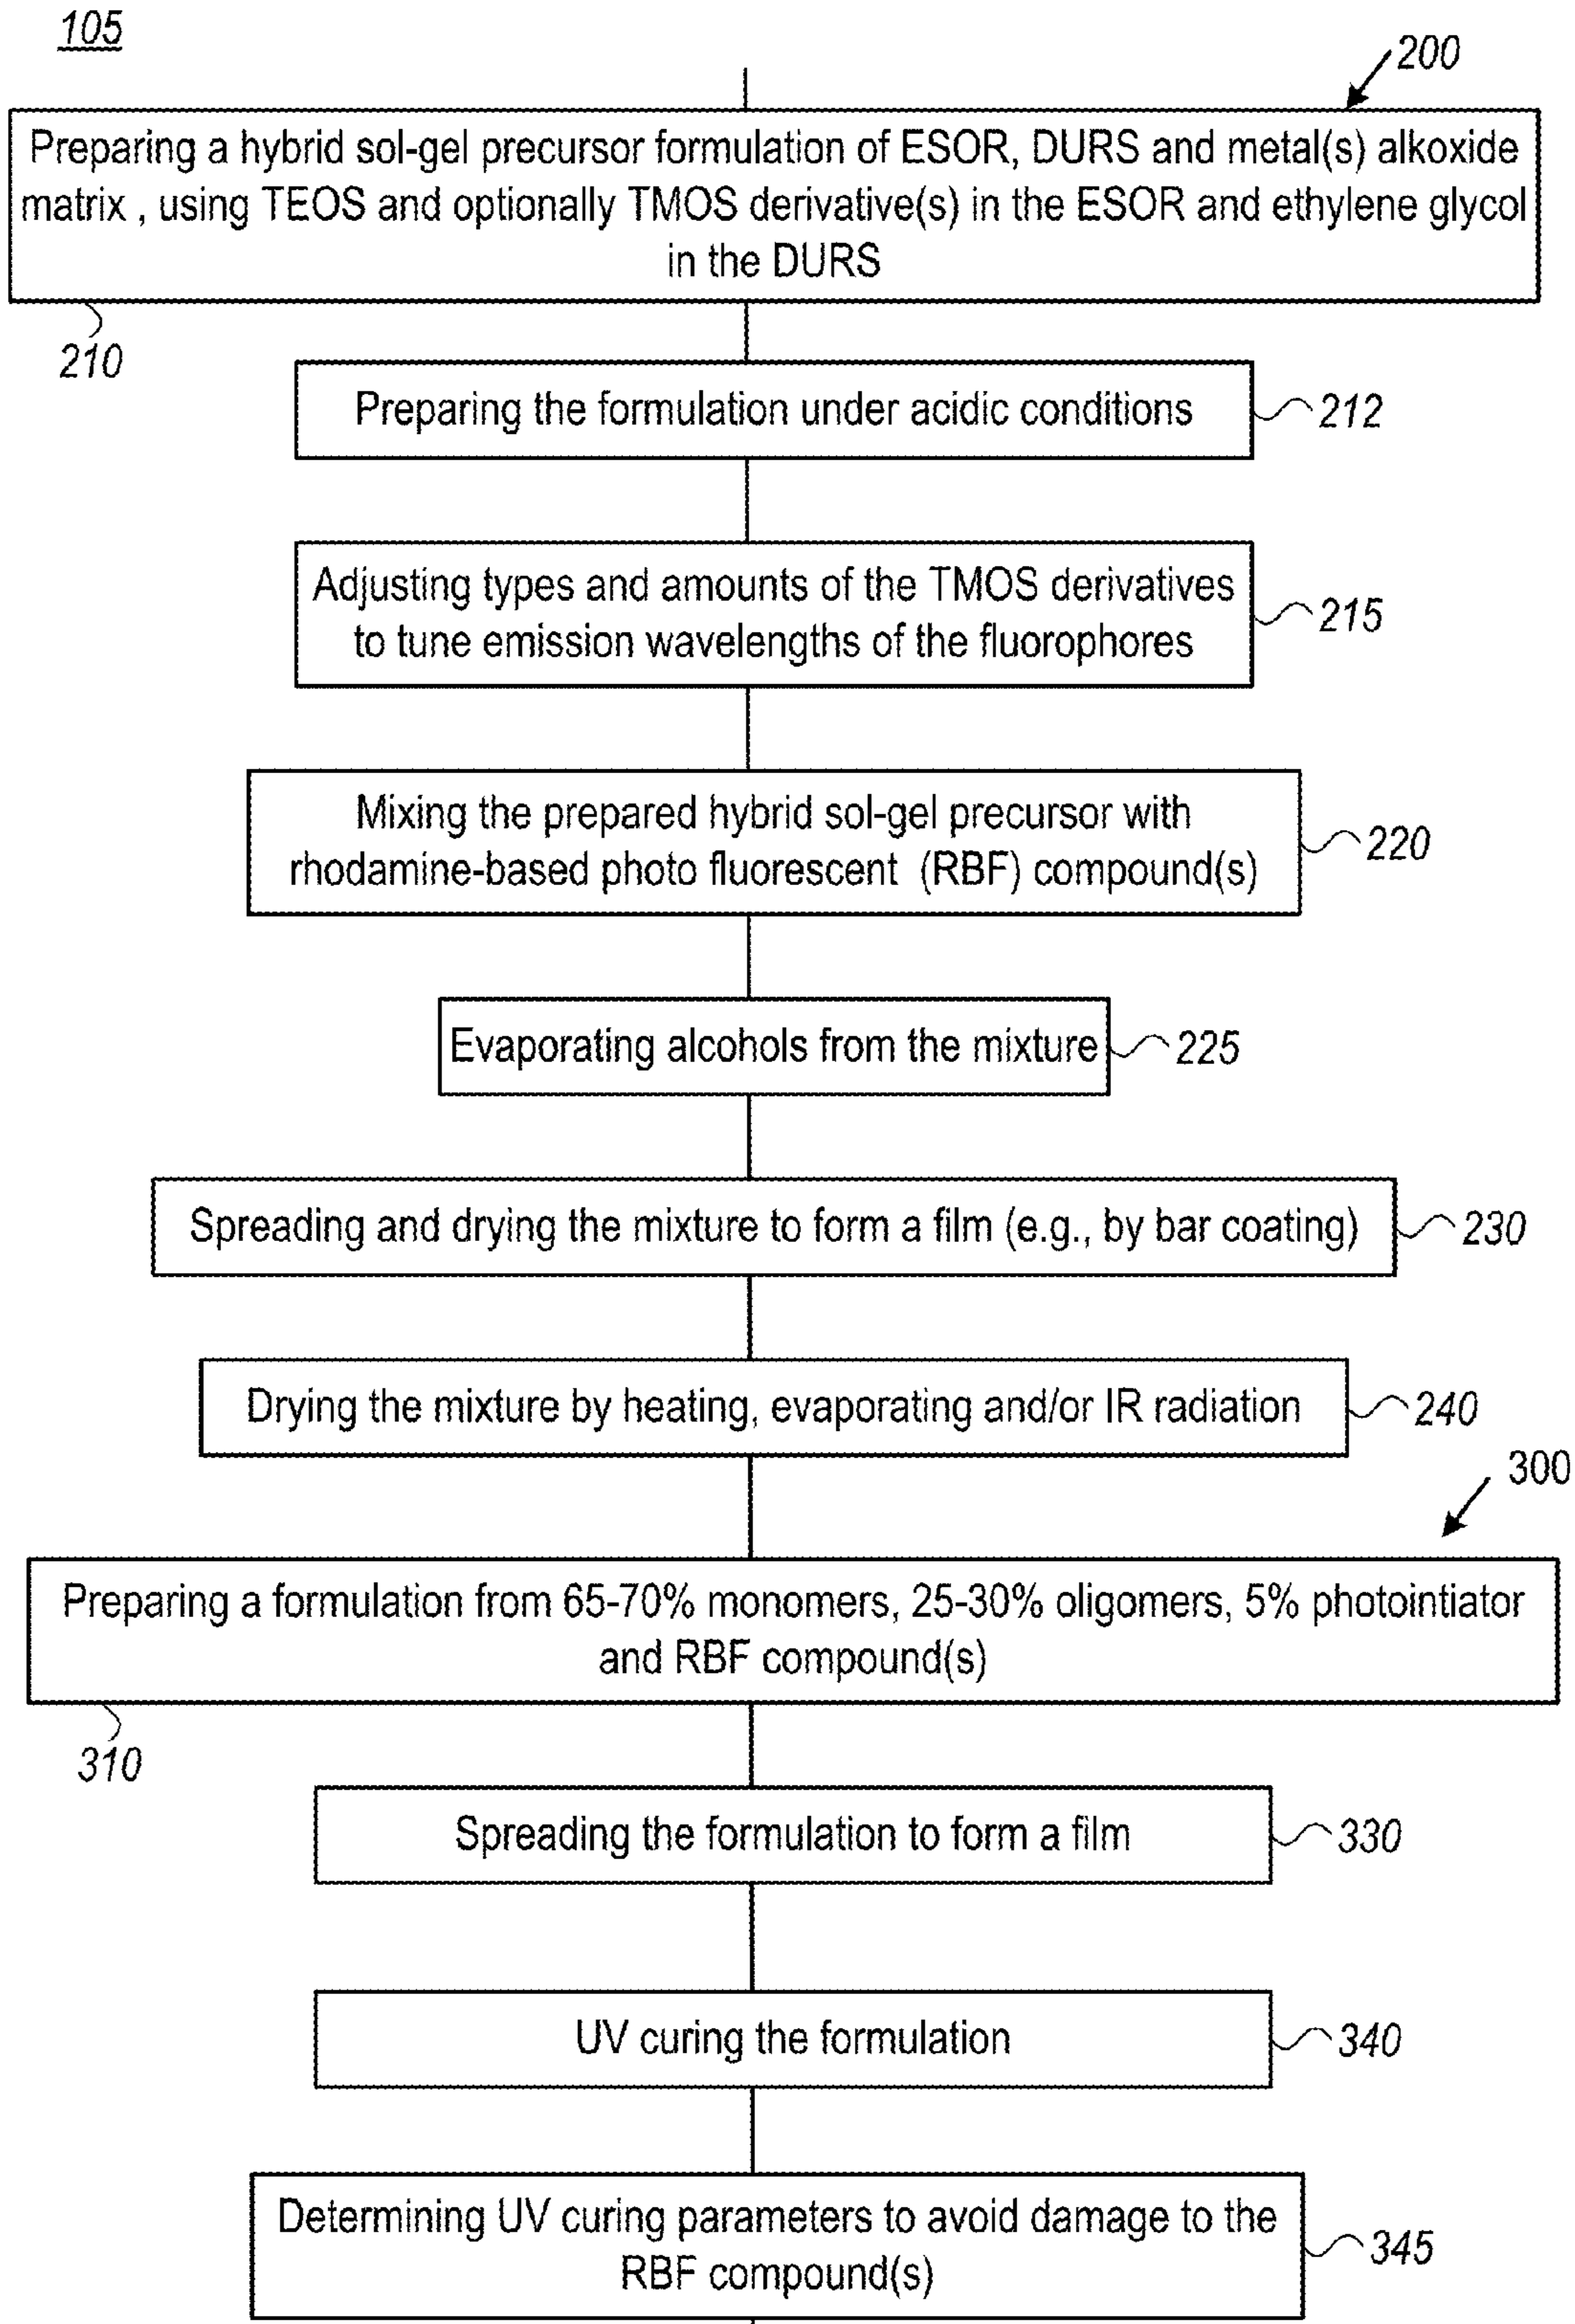 105
200
Preparing a hybrid sol-gel precursor formulation of ESOR, DURS and metal(s) alkoxide
matrix , using TEOS and optionally TMOS derivative(s) in the ESOR and ethylene glycol
in the DURS
210
Preparing the formulation under acidic conditions
212
Adjusting types and amounts of the TMOS derivatives
to tune emission wavelengths of the fluorophores
215
Mixing the prepared hybrid sol-gel precursor with
rhodamine-based photo fluorescent (RBF) compound(s)
220
Evaporating alcohols from the mixture
225
Spreading and drying the mixture to form a film (e.g., by bar coating)
230
Drying the mixture by heating, evaporating and/or IR radiation
240
300
Preparing a formulation from 65-70% monomers, 25-30% oligomers, 5% photointiator
and RBF compound(s)
310
Spreading the formulation to form a film
330
UV curing the formulation
340
Determining UV curing parameters to avoid damage to the
RBF compound(s)
345